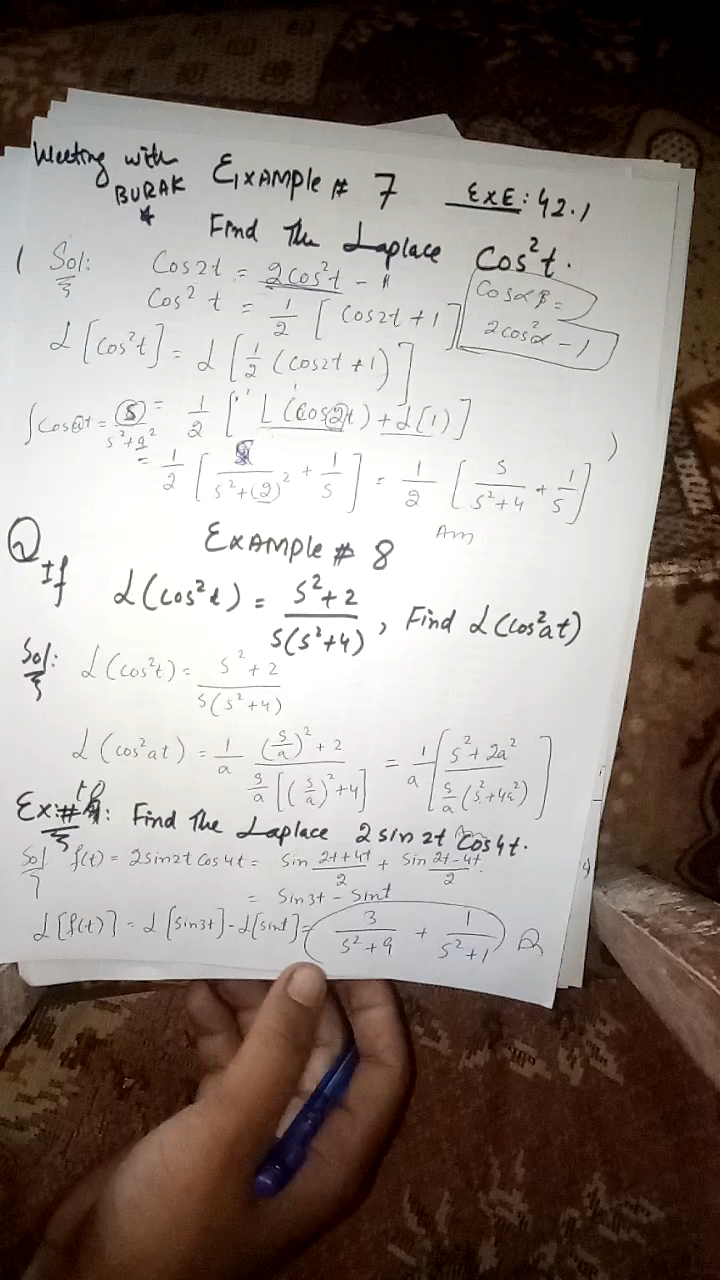 Meeting with Example # 7 EXE: 42.1
BURAK
Find The Laplace Cos²t.
Sol: Cos2t = 2cos²t - 1
Cos² t = 1/2 [Cos2t + 1]
2cos²α - 1
L[cos²t] = L[1/2 (cos2t + 1)]
= 1/2 [L(cos2t) + L(1)]
= 1/2 [s/(s²+(2)² + 1/s] = 1/2 [s/(s²+4) + 1/s]
Q Example # 8
If L(cos²t) = (s²+2)/(s(s²+4)), Find L(cos²at)
Sol: L(cos²t) = (s²+2)/(s(s²+4))
L(cos²at) = 1/a ((s/a)²+2)/(s/a[(s/a)²+4]) = 1/a [(s²+2a²)/(s/a(s²+4a²))]
Find The Laplace 2sin2t Cos4t.
Sol f(t) = 2sin2t cos4t = Sin (2t+4t)/2 + Sin (2t-4t)/2
= Sin3t - Sint
L[f(t)] = L[sin3t] - L[sint] = 3/(s²+9) + 1/(s²+1)